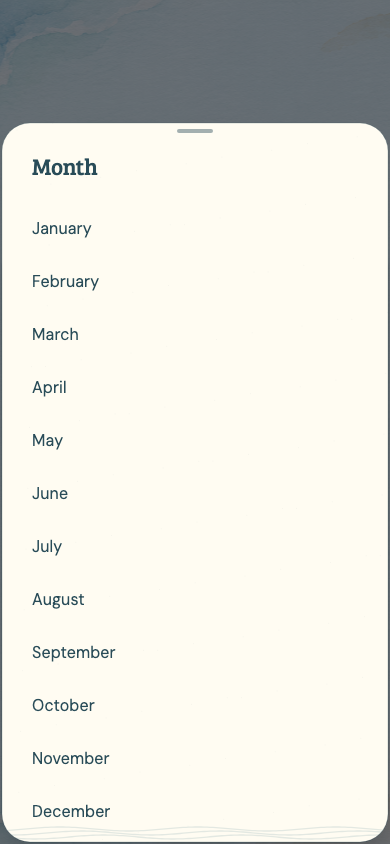 Month
January
February
March
April
May
June
July
August
September
October
November
December